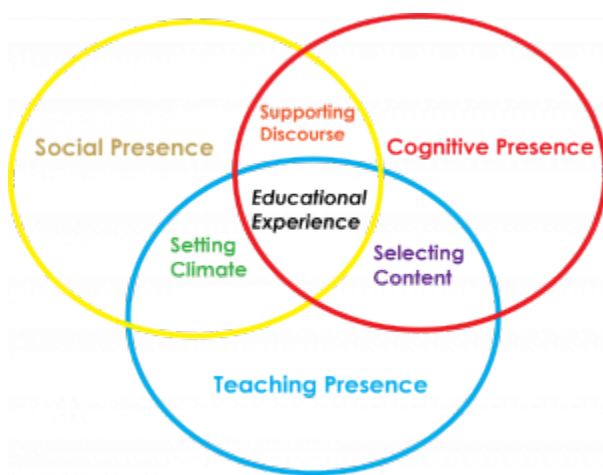 Supporting
Discourse
Social Presence
Cognitive Presence
Educational
Experience
Setting
Climate
Selecting
Content
Teaching Presence